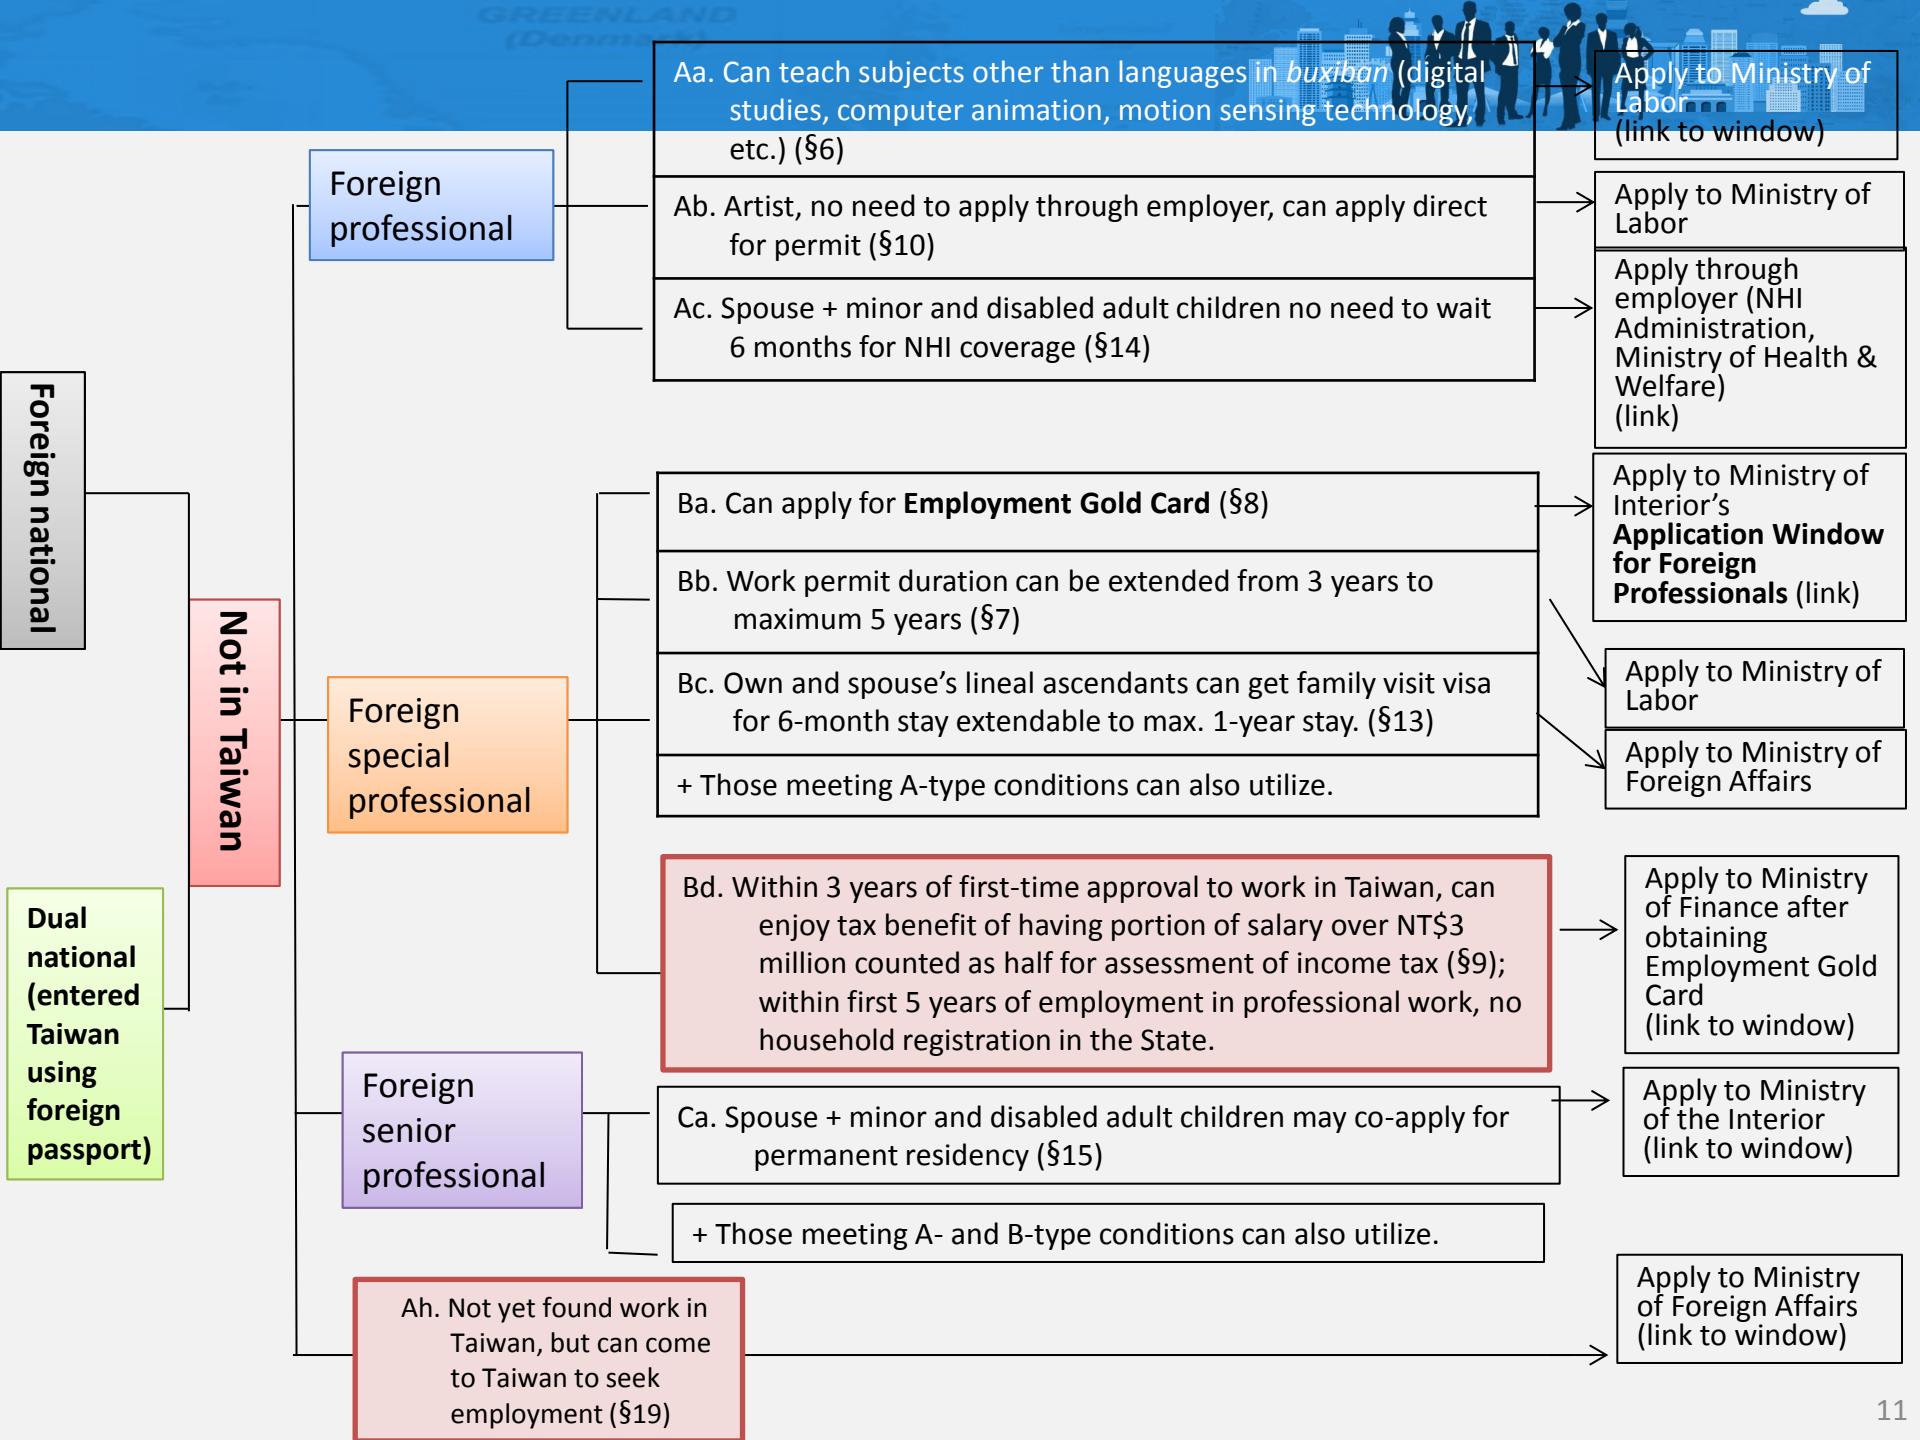 GREENLAND
(Denmark)
Aa. Can teach subjects other than languages in buxiban (digital
studies, computer animation, motion sensing technology,
etc.) (§6)
Apply to Ministry of
Labor
(link to window)
Foreign
professional
Ab. Artist, no need to apply through employer, can apply direct
for permit (§10)
Apply to Ministry of
Labor
Ac. Spouse + minor and disabled adult children no need to wait
6 months for NHI coverage (§14)
Apply through
employer (NHI
Administration,
Ministry of Health &
Welfare)
(link)
Foreign national
Not in Taiwan
Dual
national
(entered
Taiwan
using
foreign
passport)
Foreign
special
professional
Ba. Can apply for Employment Gold Card (§8)
Apply to Ministry of
Interior’s
Application Window
for Foreign
Professionals (link)
Bb. Work permit duration can be extended from 3 years to
maximum 5 years (§7)
Apply to Ministry of
Labor
Bc. Own and spouse’s lineal ascendants can get family visit visa
for 6-month stay extendable to max. 1-year stay. (§13)
Apply to Ministry of
Foreign Affairs
+ Those meeting A-type conditions can also utilize.
Bd. Within 3 years of first-time approval to work in Taiwan, can
enjoy tax benefit of having portion of salary over NT$3
million counted as half for assessment of income tax (§9);
within first 5 years of employment in professional work, no
household registration in the State.
Apply to Ministry
of Finance after
obtaining
Employment Gold
Card
(link to window)
Foreign
senior
professional
Ca. Spouse + minor and disabled adult children may co-apply for
permanent residency (§15)
Apply to Ministry
of the Interior
(link to window)
+ Those meeting A- and B-type conditions can also utilize.
Ah. Not yet found work in
Taiwan, but can come
to Taiwan to seek
employment (§19)
Apply to Ministry
of Foreign Affairs
(link to window)
11